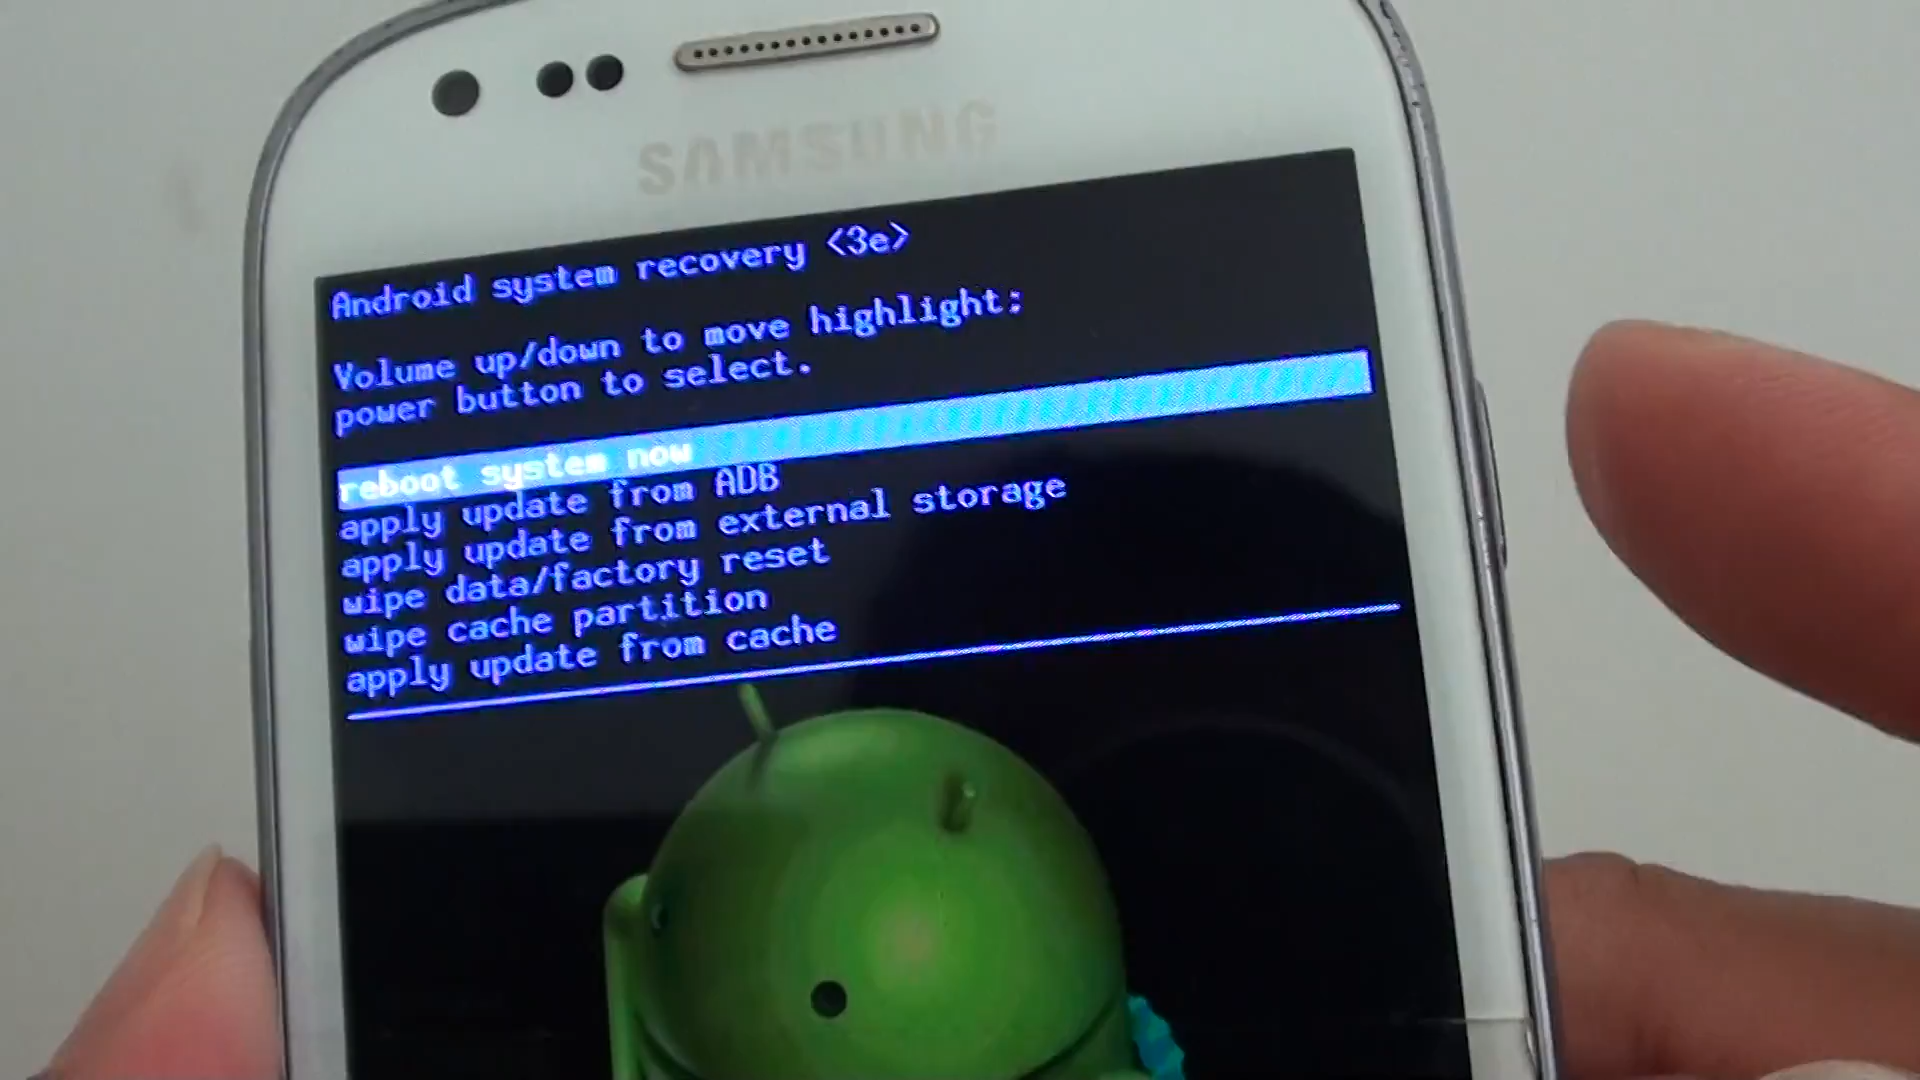 SAMSUNG
Android system recovery <3e>
Volume up/down to move highlight;
power button to select.
reboot system now
apply update from ADB
apply update from external storage
wipe data/factory reset
wipe cache partition
apply update from cache